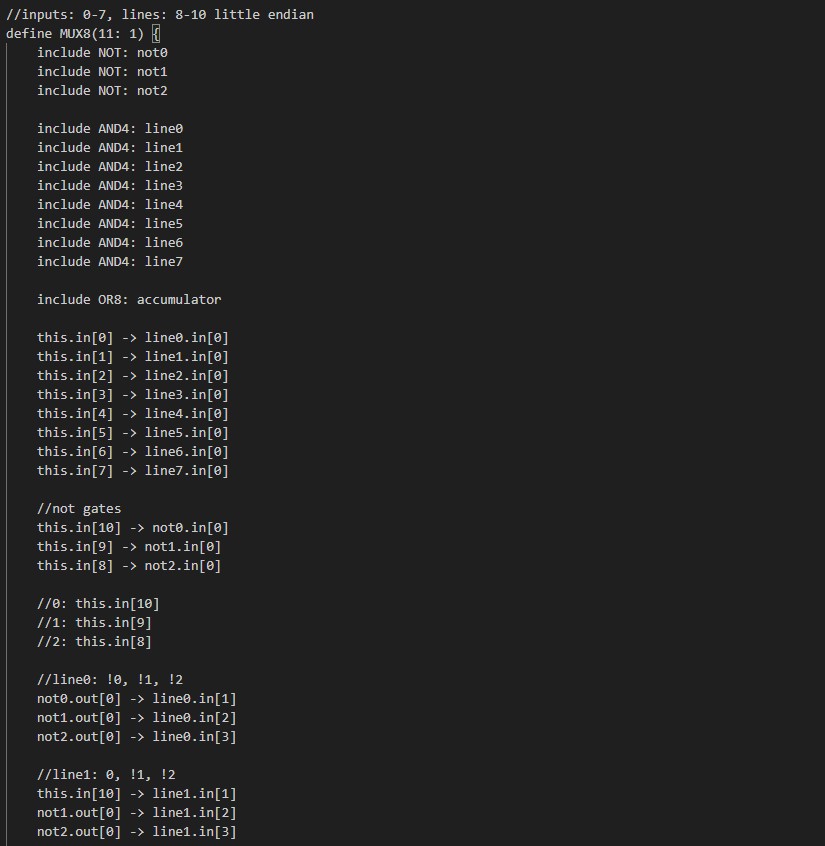 //inputs: 0-7, lines: 8-10 little endian
define MUX8(11: 1) {
include NOT: not0
include NOT: not1
include NOT: not2
include AND4: line0
include AND4: line1
include AND4: line2
include AND4: line3
include AND4: line4
include AND4: line5
include AND4: line6
include AND4: line7
include OR8: accumulator
this.in[0] -> line0.in[0]
this.in[1] -> line1.in[0]
this.in[2] -> line2.in[0]
this.in[3] -> line3.in[0]
this.in[4] -> line4.in[0]
this.in[5] -> line5.in[0]
this.in[6] -> line6.in[0]
this.in[7] -> line7.in[0]
//not gates
this.in[10] -> not0.in[0]
this.in[9] -> not1.in[0]
this.in[8] -> not2.in[0]
//0: this.in[10]
//1: this.in[9]
//2: this.in[8]
//line0: !0, !1, !2
not0.out[0] -> line0.in[1]
not1.out[0] -> line0.in[2]
not2.out[0] -> line0.in[3]
//line1: 0, !1, !2
this.in[10] -> line1.in[1]
not1.out[0] -> line1.in[2]
not2.out[0] -> line1.in[3]